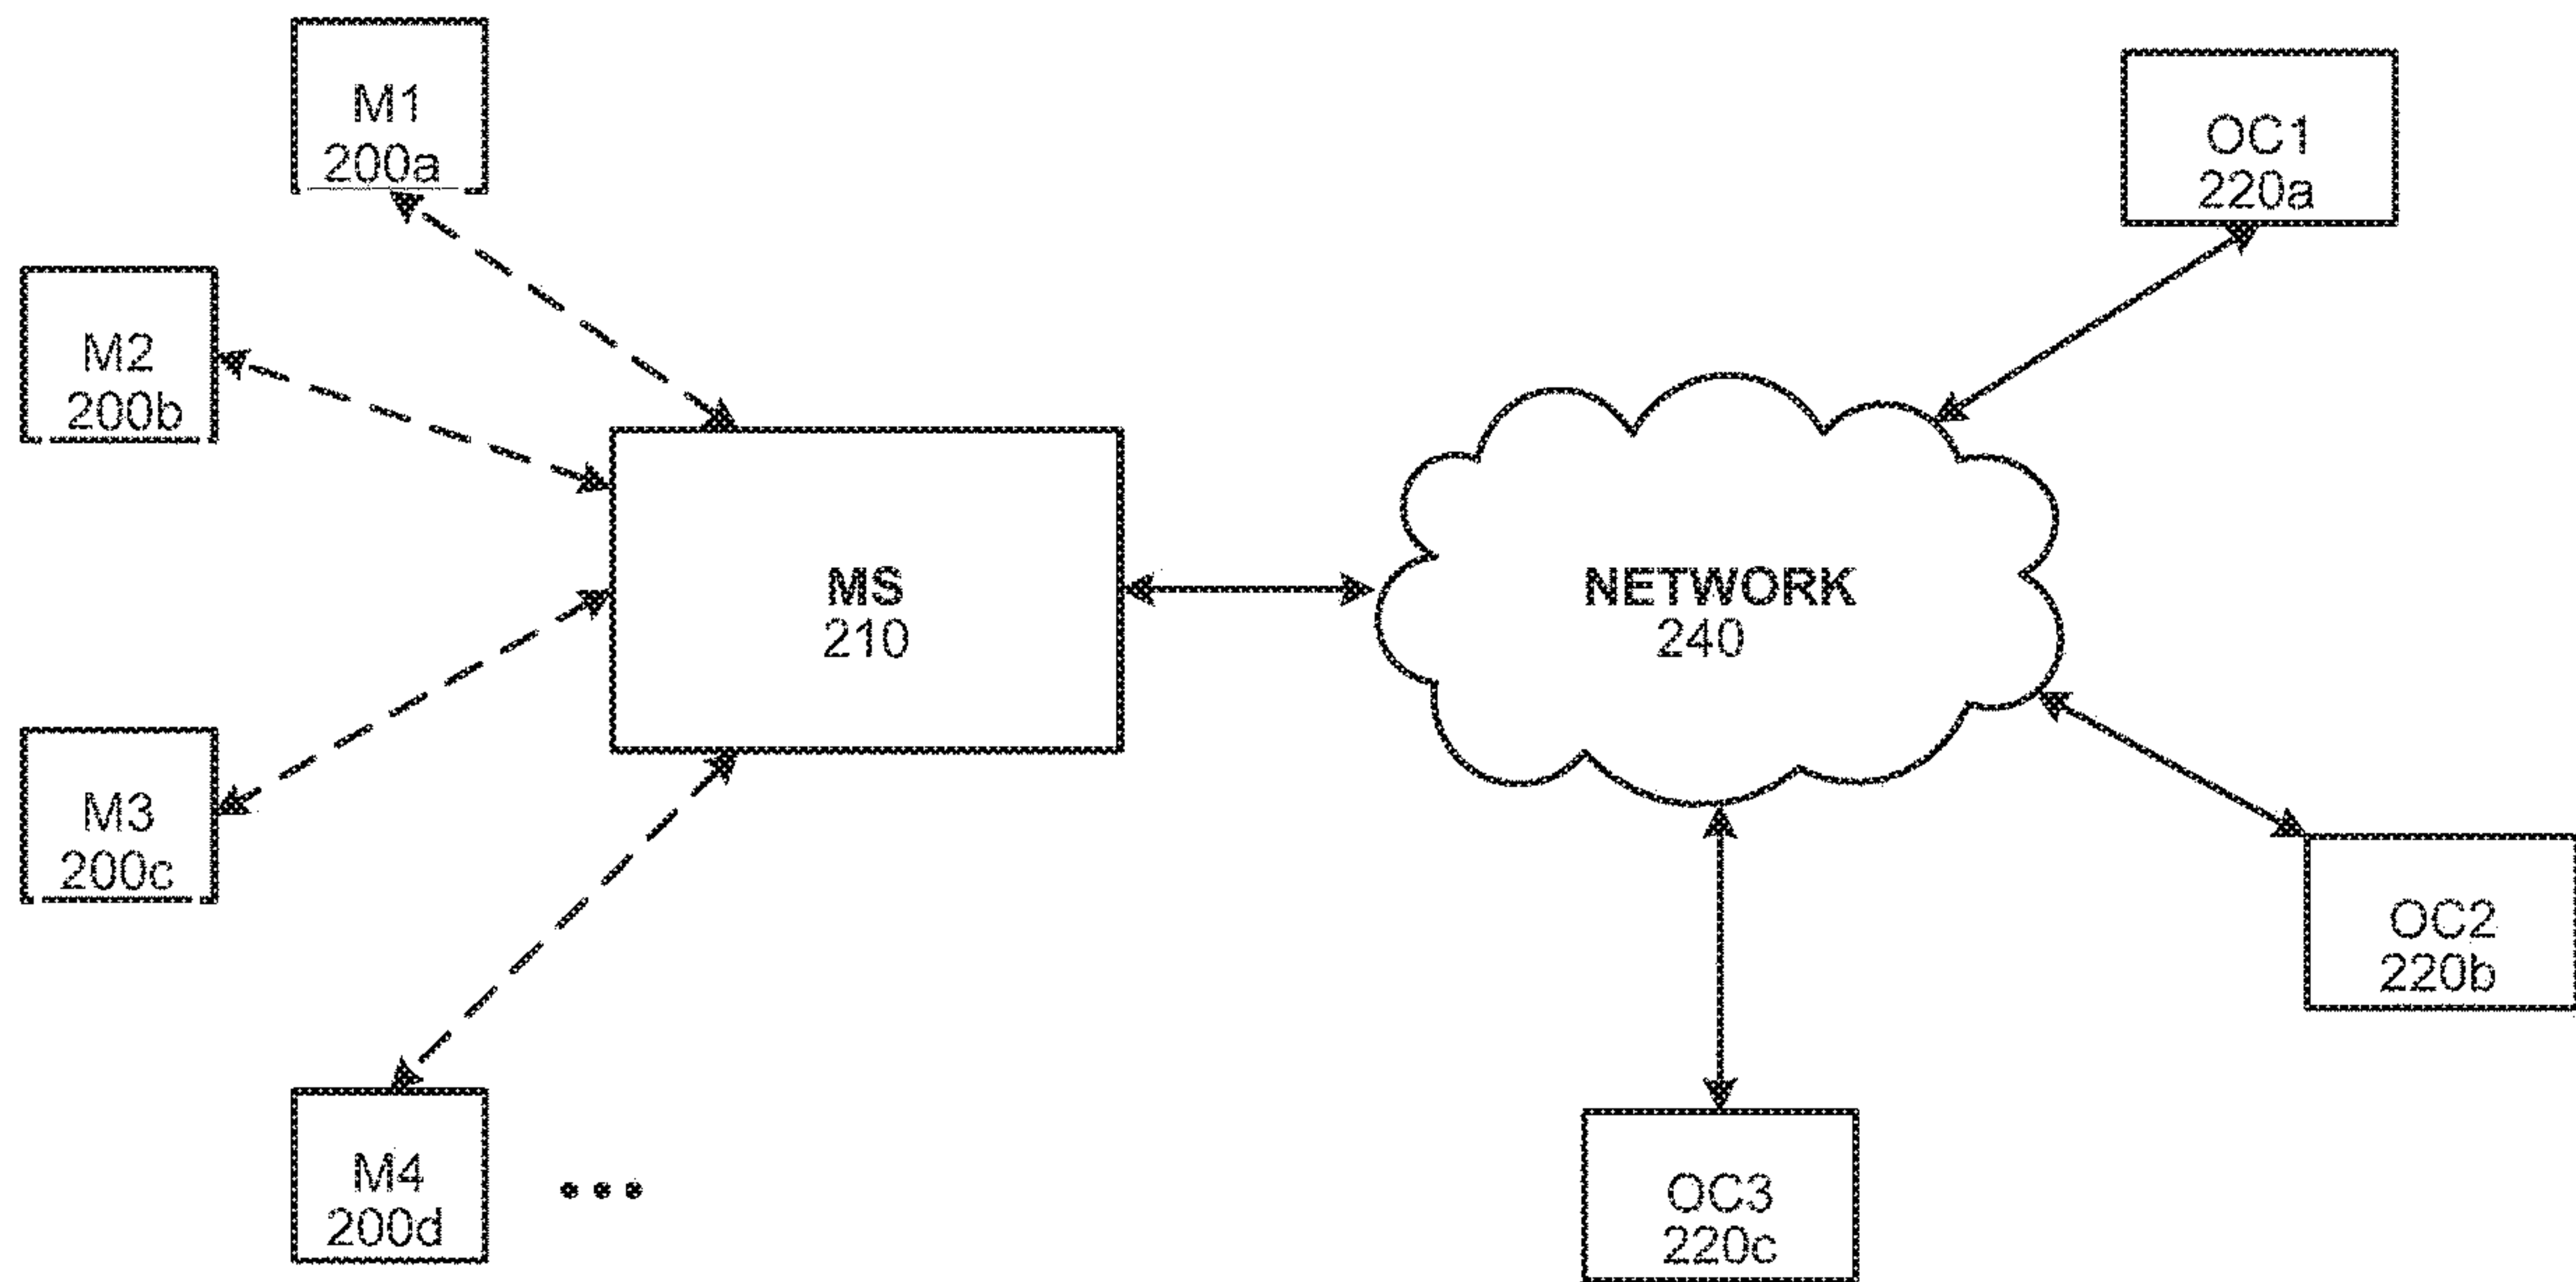 M1
200a
OC1
220a
M2
200b
MS
210
NETWORK
240
M3
200c
OC2
220b
M4
200d
...
OC3
220c